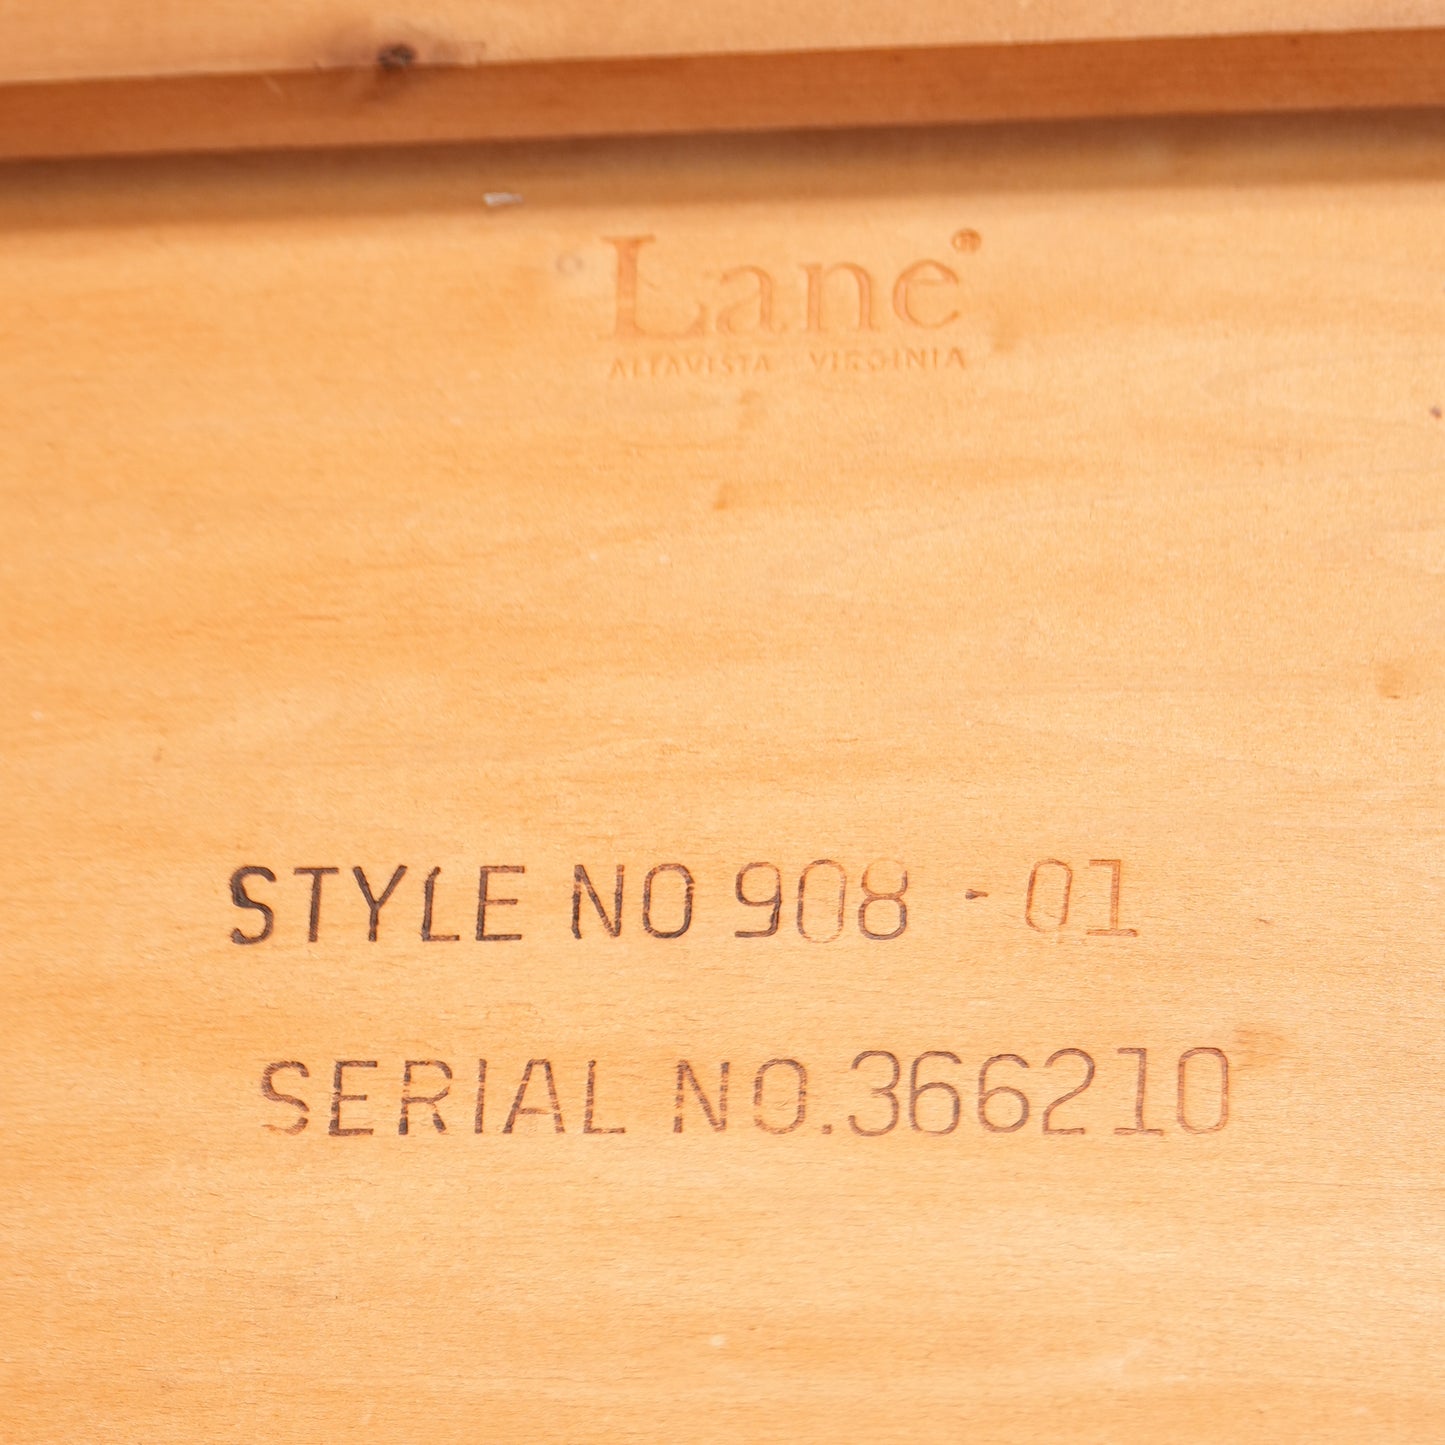 Lane®
ALTAVISTA VIRGINIA
STYLE NO 908 - 01
SERIAL NO.366210